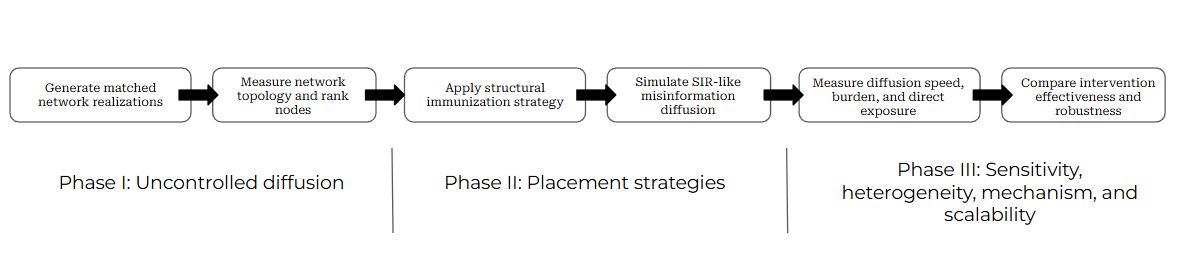 Generate matched
network realizations
Measure network
topology and rank
nodes
Apply structural
immunization strategy
Simulate SIR-like
misinformation
diffusion
Measure diffusion speed,
burden, and direct
exposure
Compare intervention
effectiveness and
robustness
Phase I: Uncontrolled diffusion
Phase II: Placement strategies
Phase III: Sensitivity,
heterogeneity, mechanism, and
scalability